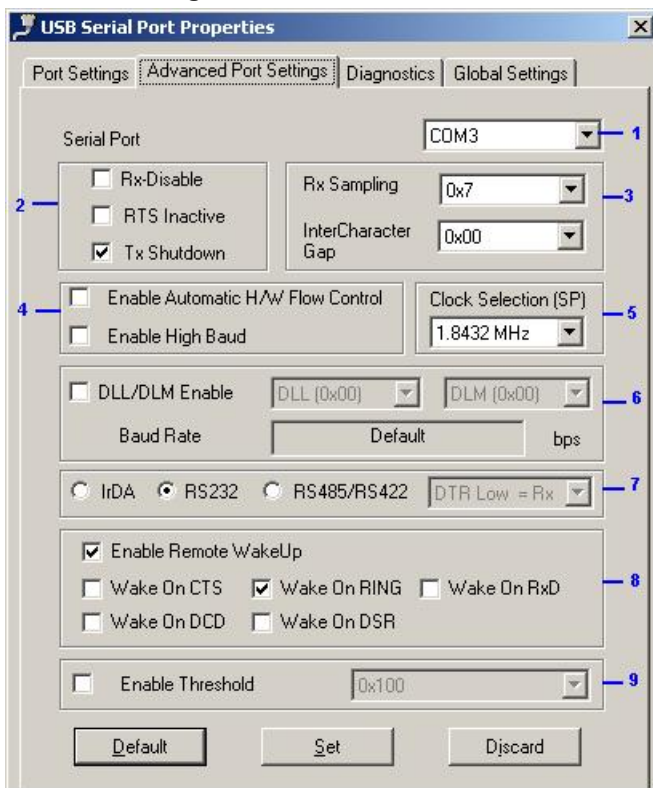 USB Serial Port Properties
Port Settings Advanced Port Settings Diagnostics Global Settings
Serial Port COM3 1
2 Rx-Disable Rx Sampling 0x7 3
RTS Inactive InterCharacter Gap 0x00
Tx Shutdown
4 Enable Automatic H/W Flow Control Clock Selection (SP) 5
Enable High Baud 1.8432 MHz
DLL/DLM Enable DLL (0x00) DLM (0x00) 6
Baud Rate Default bps
IrDA RS232 RS485/RS422 DTR Low = Rx 7
Enable Remote WakeUp
Wake On CTS Wake On RING Wake On RxD 8
Wake On DCD Wake On DSR
Enable Threshold 0x100 9
Default Set Discard